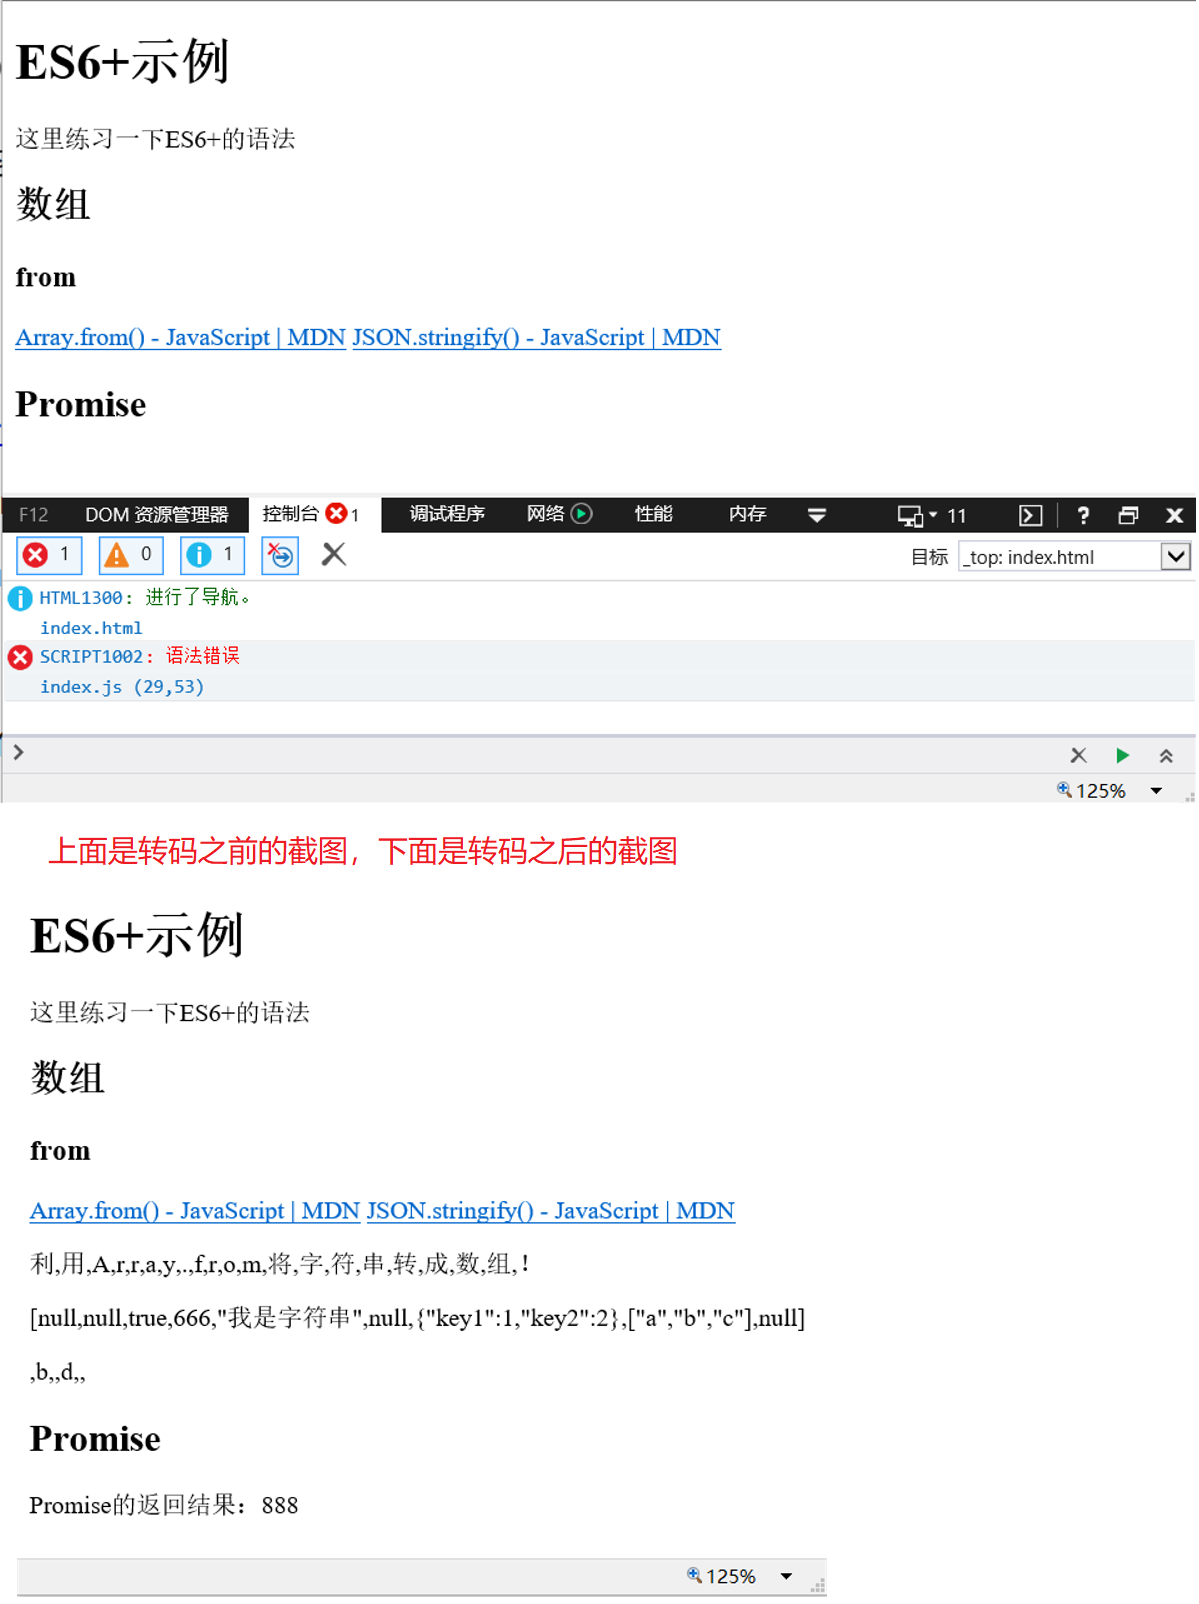 ES6+示例
这里练习一下ES6+的语法
数组
from
Array.from() - JavaScript | MDN JSON.stringify() - JavaScript | MDN
Promise
F12 DOM 资源管理器 控制台 1 调试程序 网络 性能 内存 11 ?
1 0 1 目标 _top: index.html
HTML1300: 进行了导航。
index.html
SCRIPT1002: 语法错误
index.js (29,53)
125%
上面是转码之前的截图，下面是转码之后的截图
ES6+示例
这里练习一下ES6+的语法
数组
from
Array.from() - JavaScript | MDN JSON.stringify() - JavaScript | MDN
利,用,A,r,r,a,y,.,f,r,o,m,将,字,符,串,转,成,数,组,！
[null,null,true,666,"我是字符串",null,{"key1":1,"key2":2},["a","b","c"],null]
,b,,d,,
Promise
Promise的返回结果：888
125%